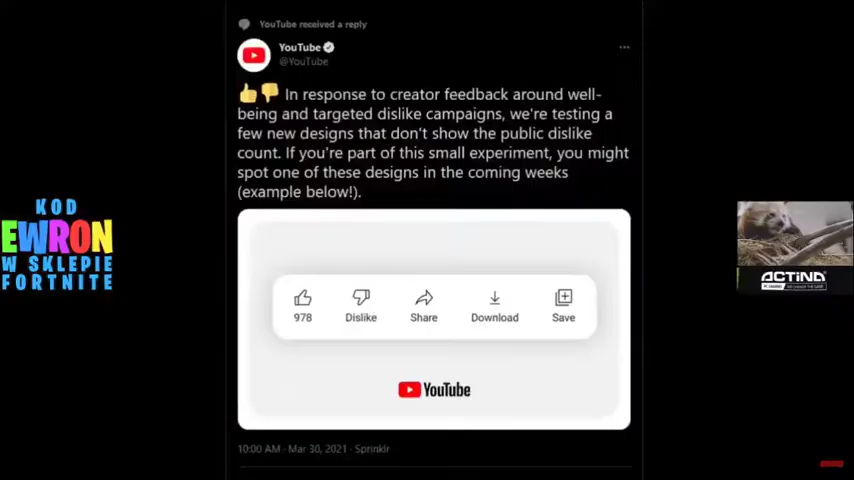 YouTube received a reply
YouTube
@YouTube
👍👎 In response to creator feedback around well-
being and targeted dislike campaigns, we're testing a
few new designs that don't show the public dislike
count. If you're part of this small experiment, you might
spot one of these designs in the coming weeks
(example below!).
978 Dislike Share Download Save
YouTube
10:00 AM · Mar 30, 2021 · Sprinklr
KOD
EWRON
W SKLEPIE
FORTNITE
ACTINA